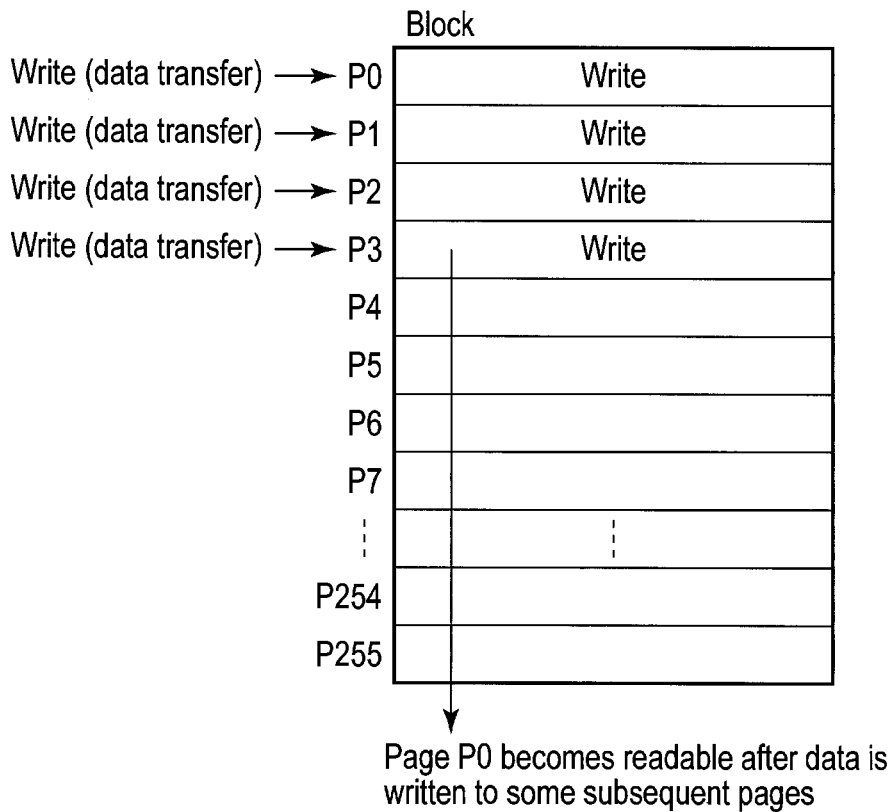 Block
Write (data transfer) → P0 Write
Write (data transfer) → P1 Write
Write (data transfer) → P2 Write
Write (data transfer) → P3 Write
P4
P5
P6
P7
P254
P255
Page P0 becomes readable after data is
written to some subsequent pages